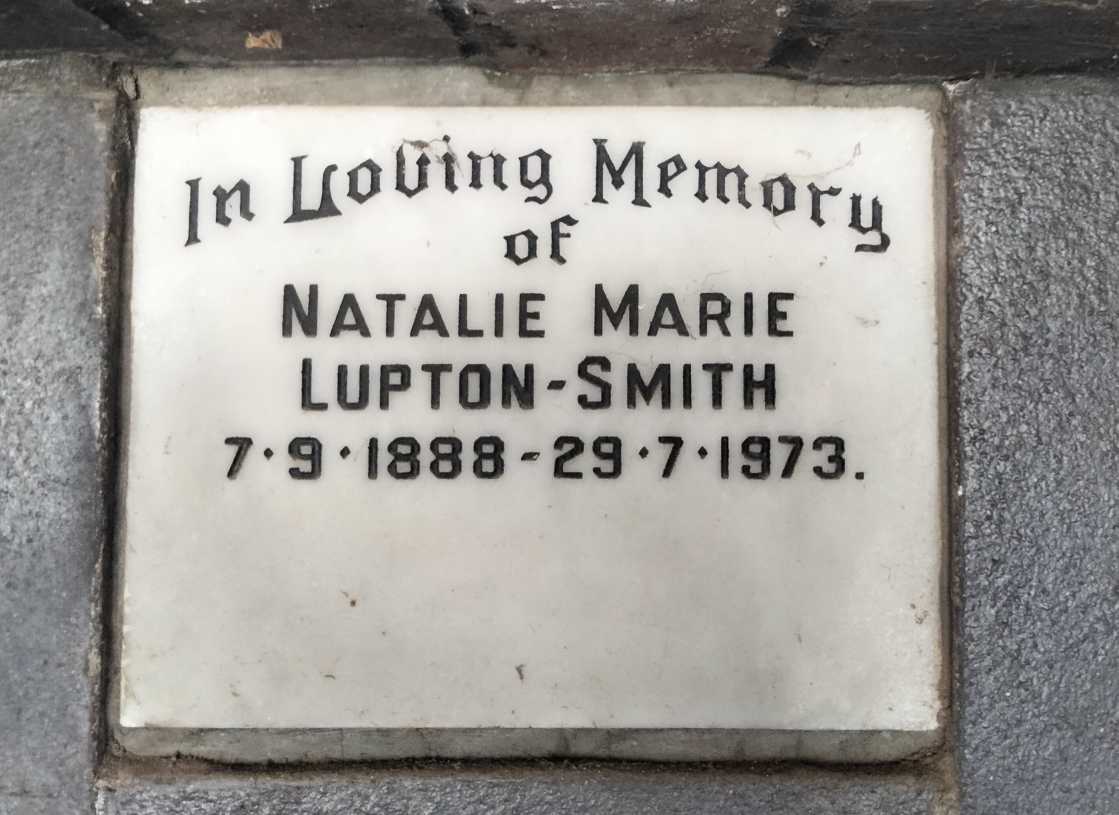 In Loving Memory
of
NATALIE MARIE
LUPTON-SMITH
7·9·1888-29·7·1973.